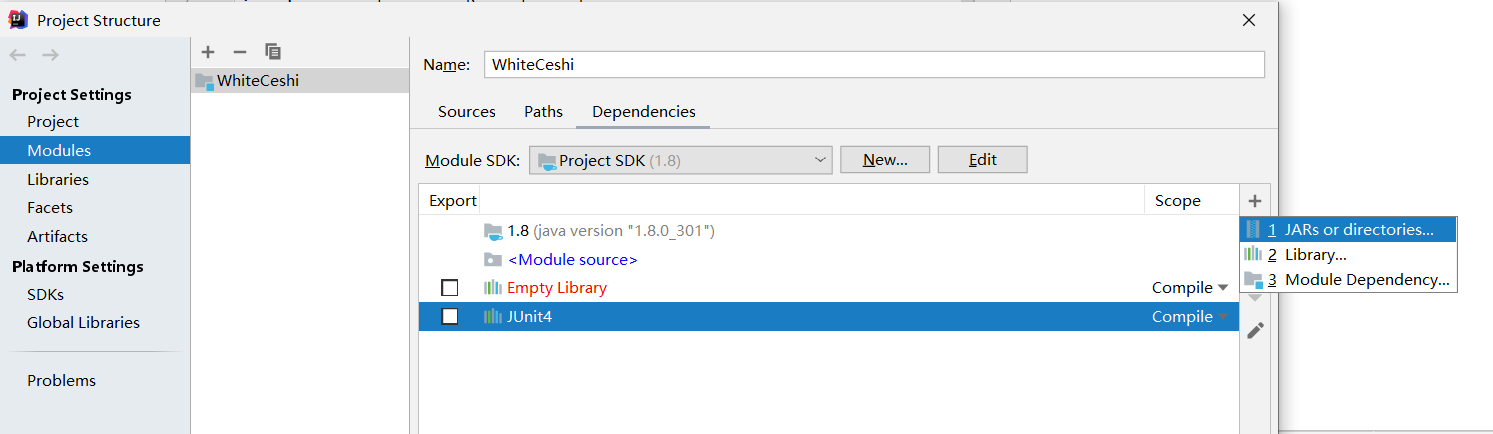 Project Structure
Project Settings
Project
Modules
Libraries
Facets
Artifacts
Platform Settings
SDKs
Global Libraries
Problems
WhiteCeshi
Name: WhiteCeshi
Sources Paths Dependencies
Module SDK: Project SDK (1.8) New... Edit
Export Scope
1.8 (java version "1.8.0_301")
<Module source>
Empty Library Compile
JUnit4 Compile
1 JARs or directories...
2 Library...
3 Module Dependency...